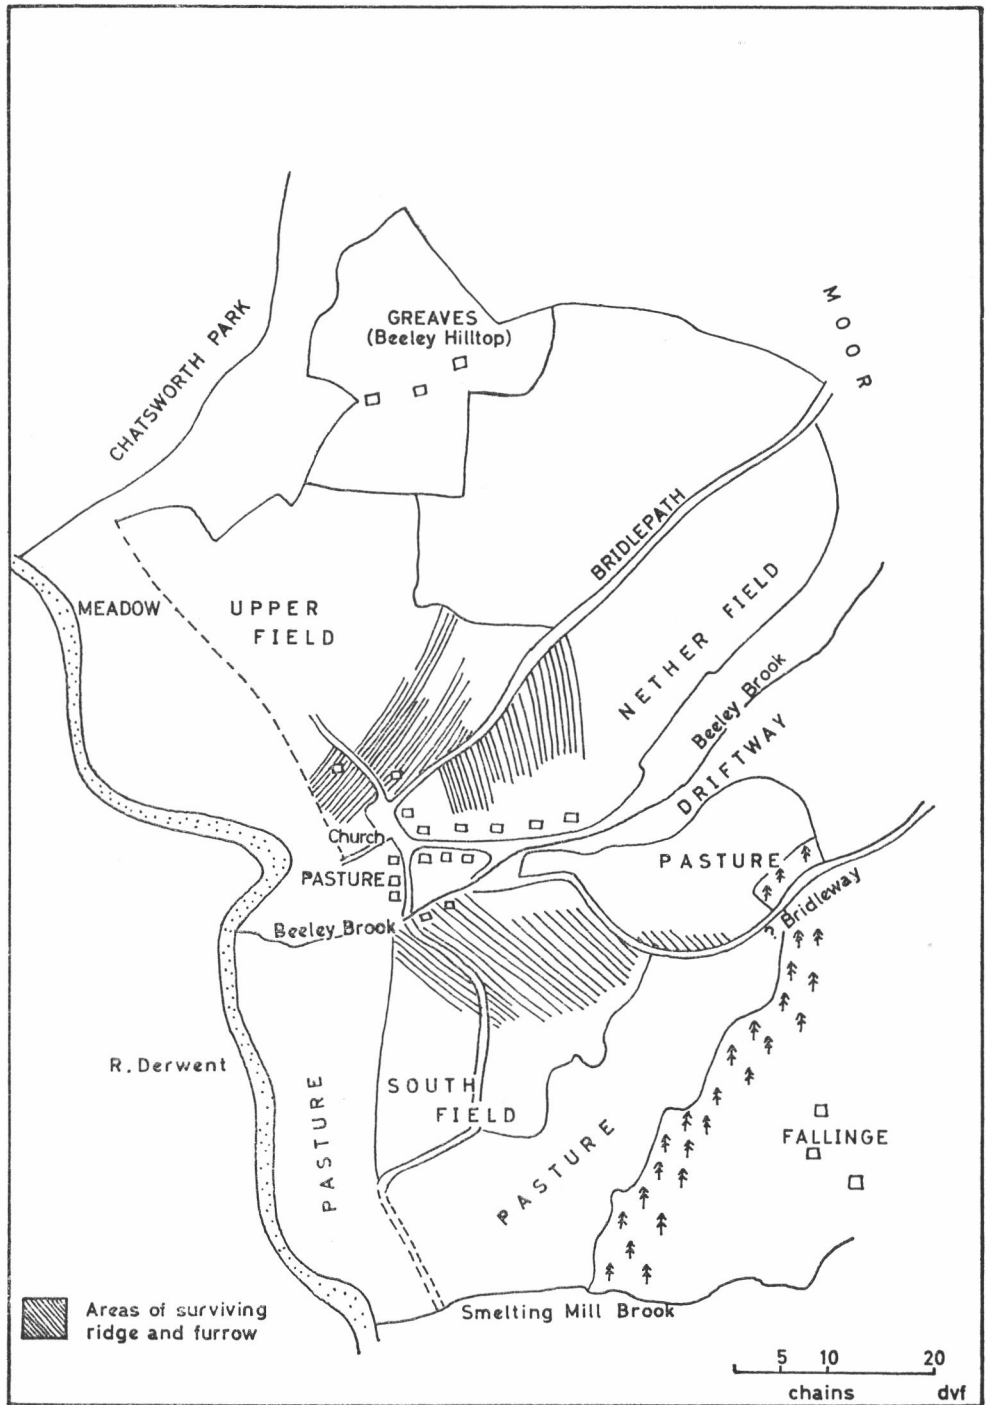 MOOR
GREAVES
(Beeley Hilltop)
CHATSWORTH PARK
BRIDLEPATH
MEADOW
UPPER
FIELD
NETHER FIELD
Beeley Brook
DRIFTWAY
Church
PASTURE
PASTURE
Bridleway
Beeley Brook
R. Derwent
SOUTH
FIELD
PASTURE
PASTURE
FALLINGE
Smelting Mill Brook
Areas of surviving
ridge and furrow
5 10 20
chains
dvf